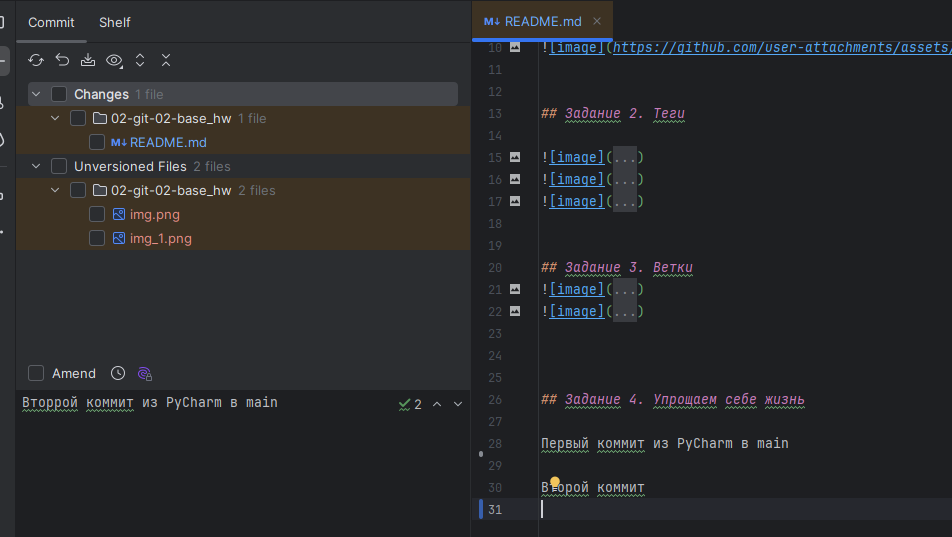 Commit Shelf
Changes 1 file
02-git-02-base_hw 1 file
M↓ README.md
Unversioned Files 2 files
02-git-02-base_hw 2 files
img.png
img_1.png
Amend
Вторрой коммит из PyCharm в main
2
M↓ README.md ×
10 ![image](https://github.com/user-attachments/assets/
11
12
13 ## Задание 2. Теги
14
15 ![image](...)
16 ![image](...)
17 ![image](...)
18
19
20 ## Задание 3. Ветки
21 ![image](...)
22 ![image](...)
23
24
25
26 ## Задание 4. Упрощаем себе жизнь
27
28 Первый коммит из PyCharm в main
29
30 Второй коммит
31